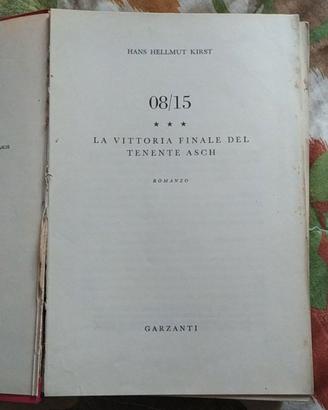 HANS HELLMUT KIRST
08/15
★ ★ ★
LA VITTORIA FINALE DEL
TENENTE ASCH
ROMANZO
GARZANTI